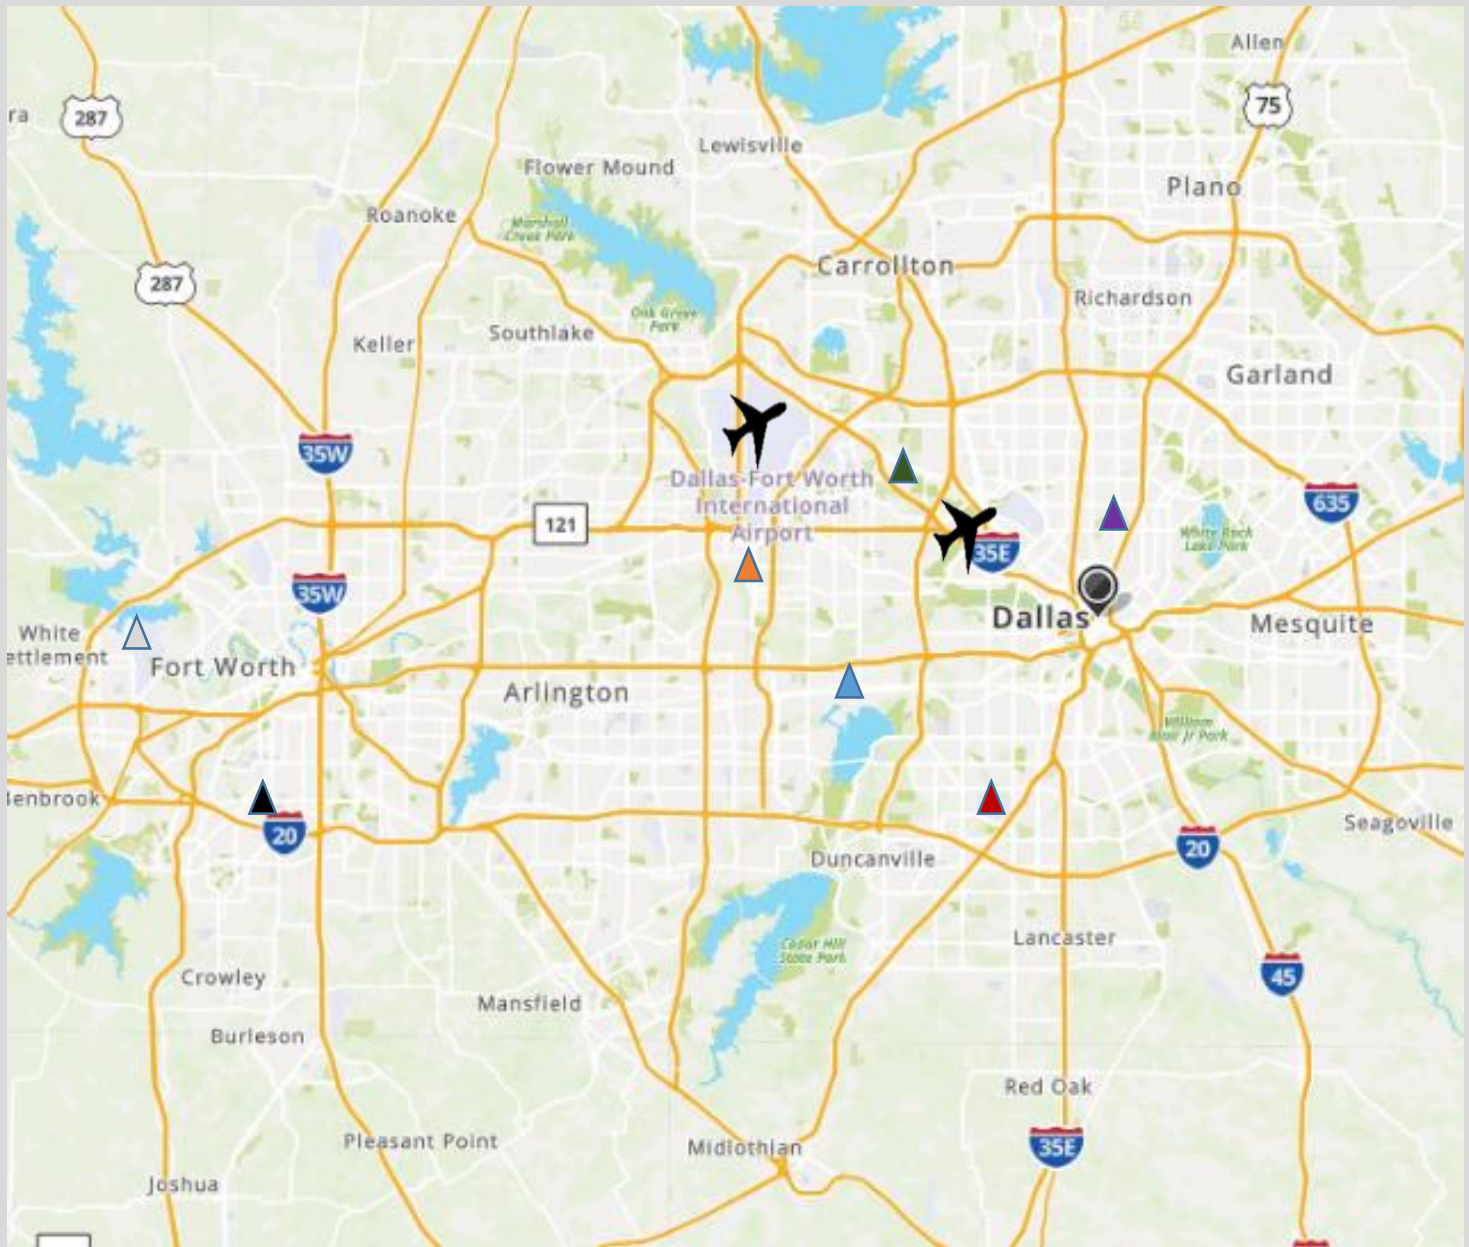 Allen
75
ra
287
Lewisville
Flower Mound
Plano
Roanoke
Marshall
Creek Park
Carrollton
287
Richardson
Oak Grove
Park
Southlake
Keller
Garland
35W
Dallas-Fort Worth
International
Airport
635
121
White Rock
Lake Park
35E
35W
Dallas
Mesquite
White
ettlement
Fort Worth
Arlington
William
Blair Jr Park
Benbrook
20
Seagoville
20
Duncanville
Lancaster
Cedar Hill
State Park
45
Crowley
Mansfield
Burleson
Red Oak
Pleasant Point
Midlothian
35E
Joshua